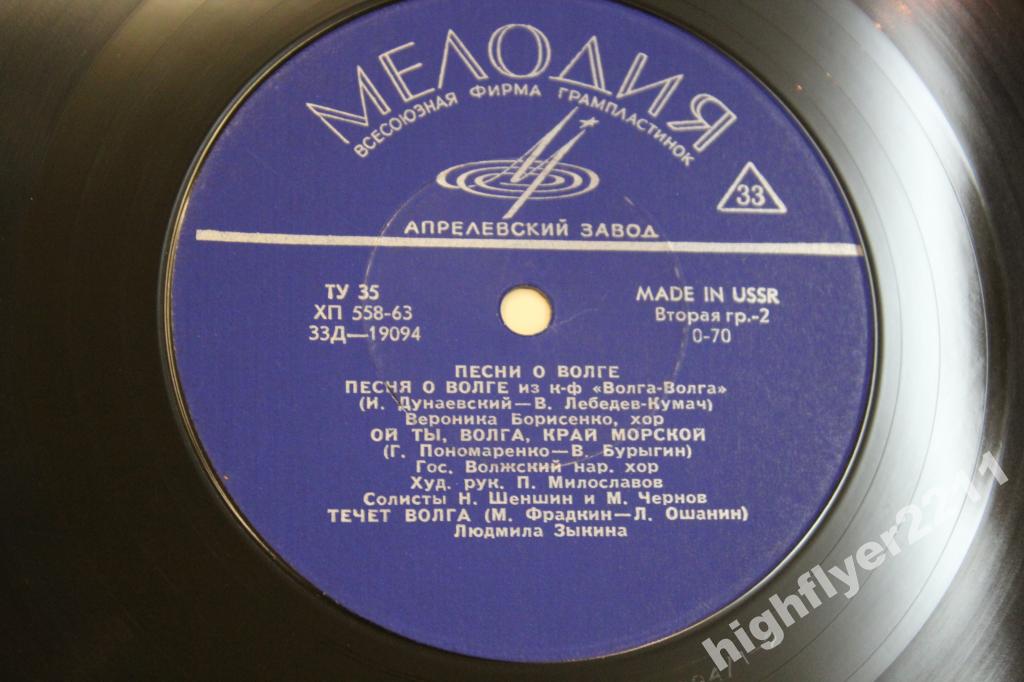 МЕЛОДИЯ
ВСЕСОЮЗНАЯ ФИРМА ГРАМПЛАСТИНОК
33
АПРЕЛЕВСКИЙ ЗАВОД
ТУ 35
ХП 558-63
33Д—19094
MADE IN USSR
Вторая гр.-2
0-70
ПЕСНИ О ВОЛГЕ
ПЕСНЯ О ВОЛГЕ из к-ф «Волга-Волга»
(И. Дунаевский—В. Лебедев-Кумач)
Вероника Борисенко, хор
ОЙ ТЫ, ВОЛГА, КРАЙ МОРСКОЙ
(Г. Пономаренко—В. Бурыгин)
Гос. Волжский нар. хор
Худ. рук. П. Милославов
Солисты Н. Шеншин и М. Чернов
ТЕЧЕТ ВОЛГА (М. Фрадкин—Л. Ошанин)
Людмила Зыкина
highflyer2211